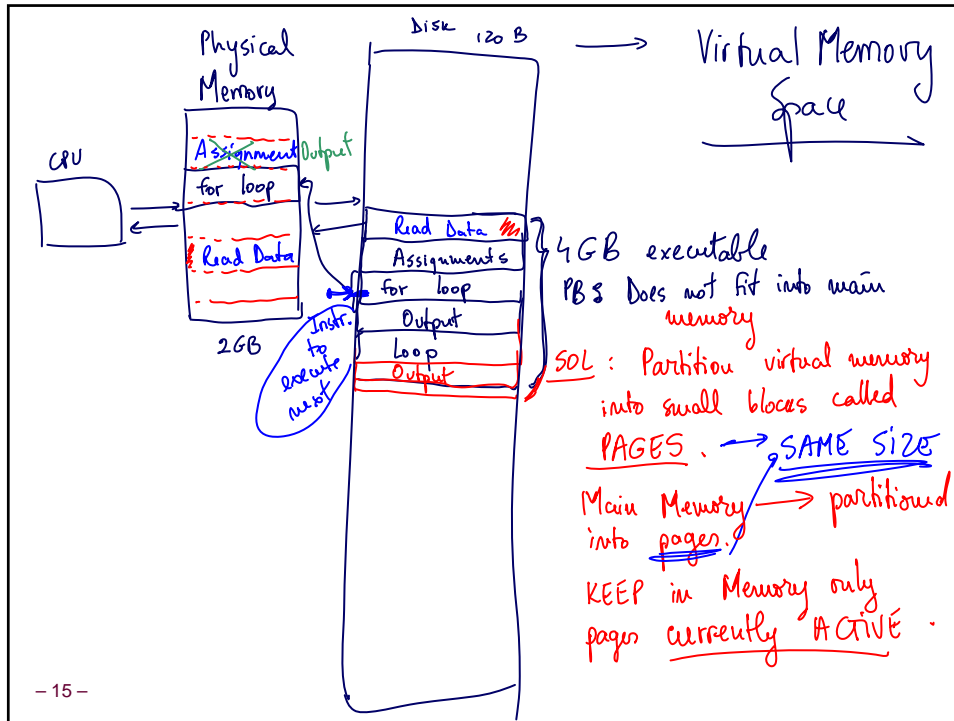 Physical
Memory
CPU
Assignment Output
for loop
Read Data
2GB
Disk 120 B
Read Data
Assignments
for loop
Output
Loop
Output
Instr.
to
execute
next
Virtual Memory
Space
4GB executable
PB: Does not fit into main
memory
SOL : Partition virtual memory
into small blocks called
PAGES. → SAME SIZE
Main Memory → partitioned
into pages.
KEEP in Memory only
pages currently ACTIVE.
– 15 –